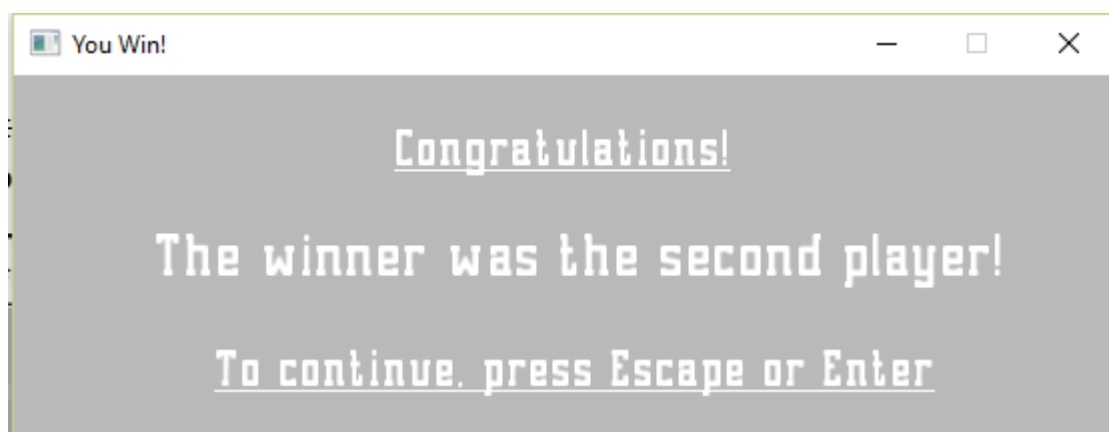 You Win!
Congratulations!
The winner was the second player!
To continue, press Escape or Enter